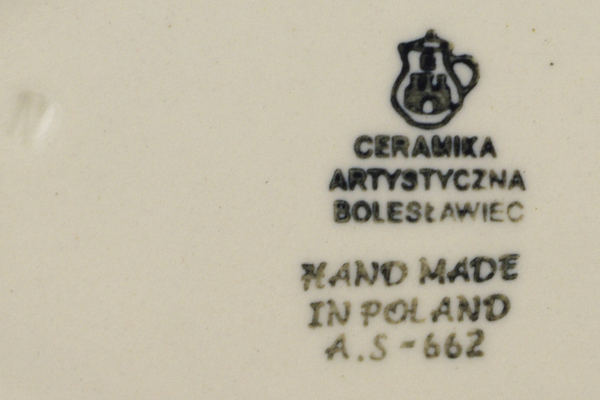 CERAMIKA
ARTYSTYCZNA
BOLESŁAWIEC
HAND MADE
IN POLAND
A.S-662